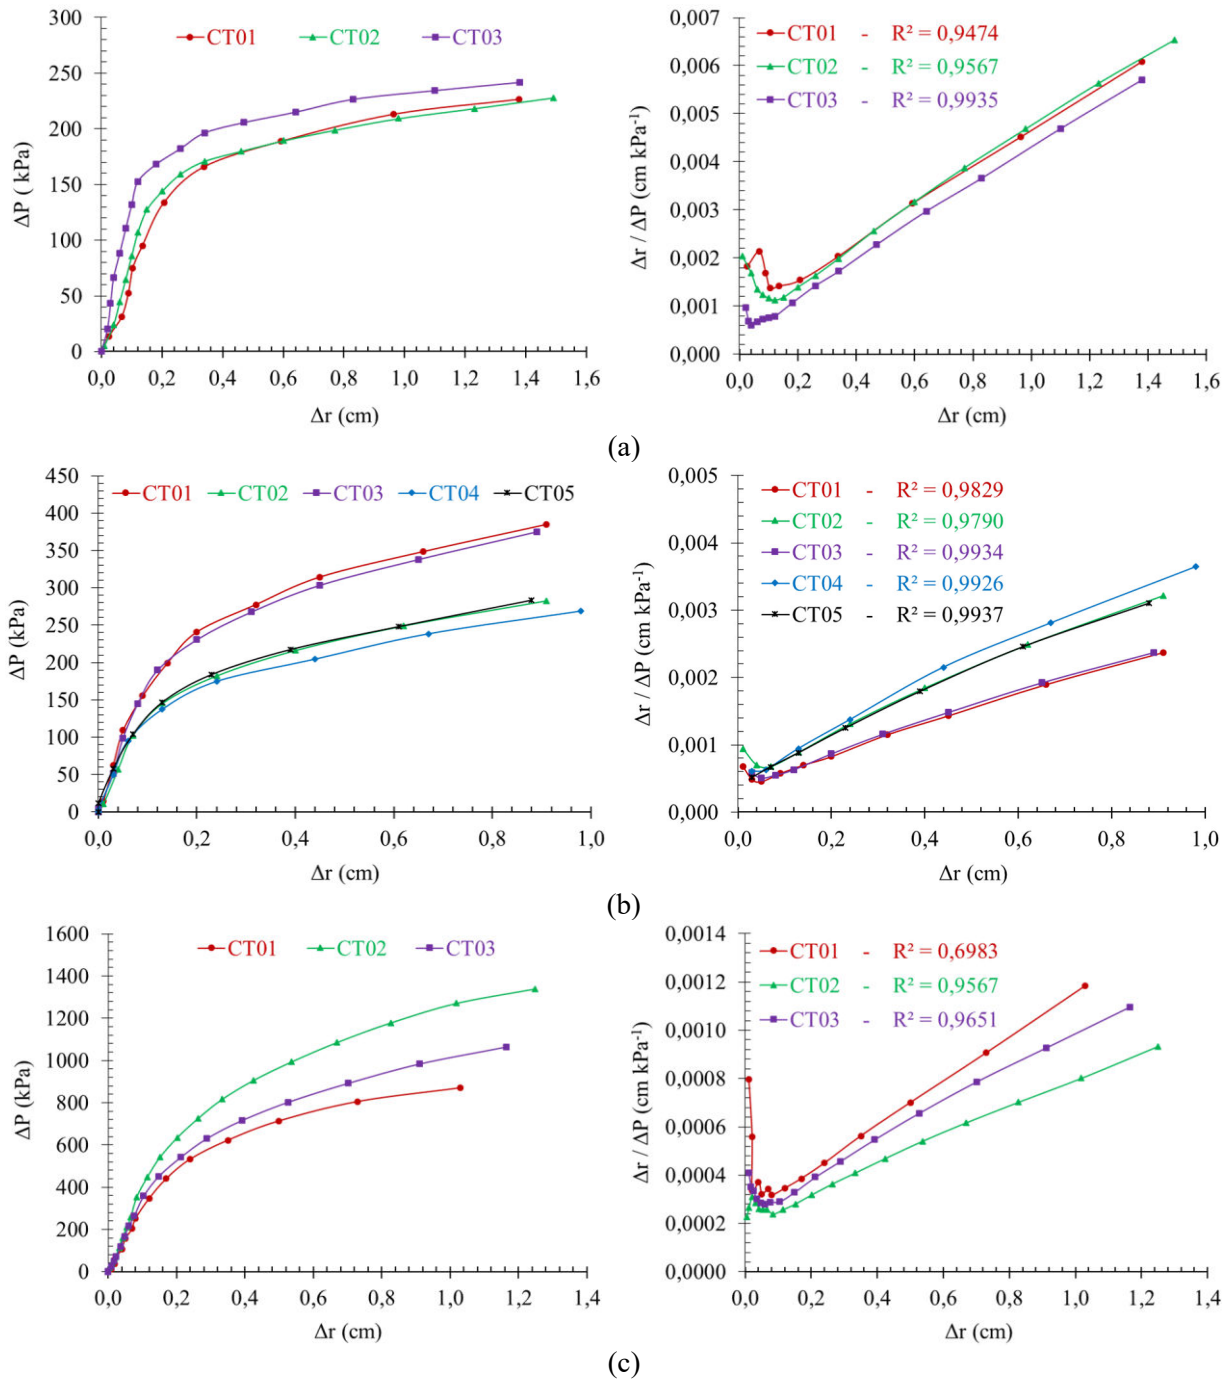 300
250
200
150
100
50
0
ΔP ( kPa)
CT01 CT02 CT03
0,0 0,2 0,4 0,6 0,8 1,0 1,2 1,4 1,6
Δr (cm)
0,007
0,006
0,005
0,004
0,003
0,002
0,001
0,000
Δr / ΔP (cm kPa⁻¹)
CT01 - R² = 0,9474
CT02 - R² = 0,9567
CT03 - R² = 0,9935
0,0 0,2 0,4 0,6 0,8 1,0 1,2 1,4 1,6
Δr (cm)
(a)
450
400
350
300
250
200
150
100
50
0
ΔP (kPa)
CT01 CT02 CT03 CT04 CT05
0,0 0,2 0,4 0,6 0,8 1,0
Δr (cm)
0,005
0,004
0,003
0,002
0,001
0,000
Δr / ΔP (cm kPa⁻¹)
CT01 - R² = 0,9829
CT02 - R² = 0,9790
CT03 - R² = 0,9934
CT04 - R² = 0,9926
CT05 - R² = 0,9937
0,0 0,2 0,4 0,6 0,8 1,0
Δr (cm)
(b)
1600
1400
1200
1000
800
600
400
200
0
ΔP (kPa)
CT01 CT02 CT03
0,0 0,2 0,4 0,6 0,8 1,0 1,2 1,4
Δr (cm)
0,0014
0,0012
0,0010
0,0008
0,0006
0,0004
0,0002
0,0000
Δr / ΔP (cm kPa⁻¹)
CT01 - R² = 0,6983
CT02 - R² = 0,9567
CT03 - R² = 0,9651
0,0 0,2 0,4 0,6 0,8 1,0 1,2 1,4
Δr (cm)
(c)